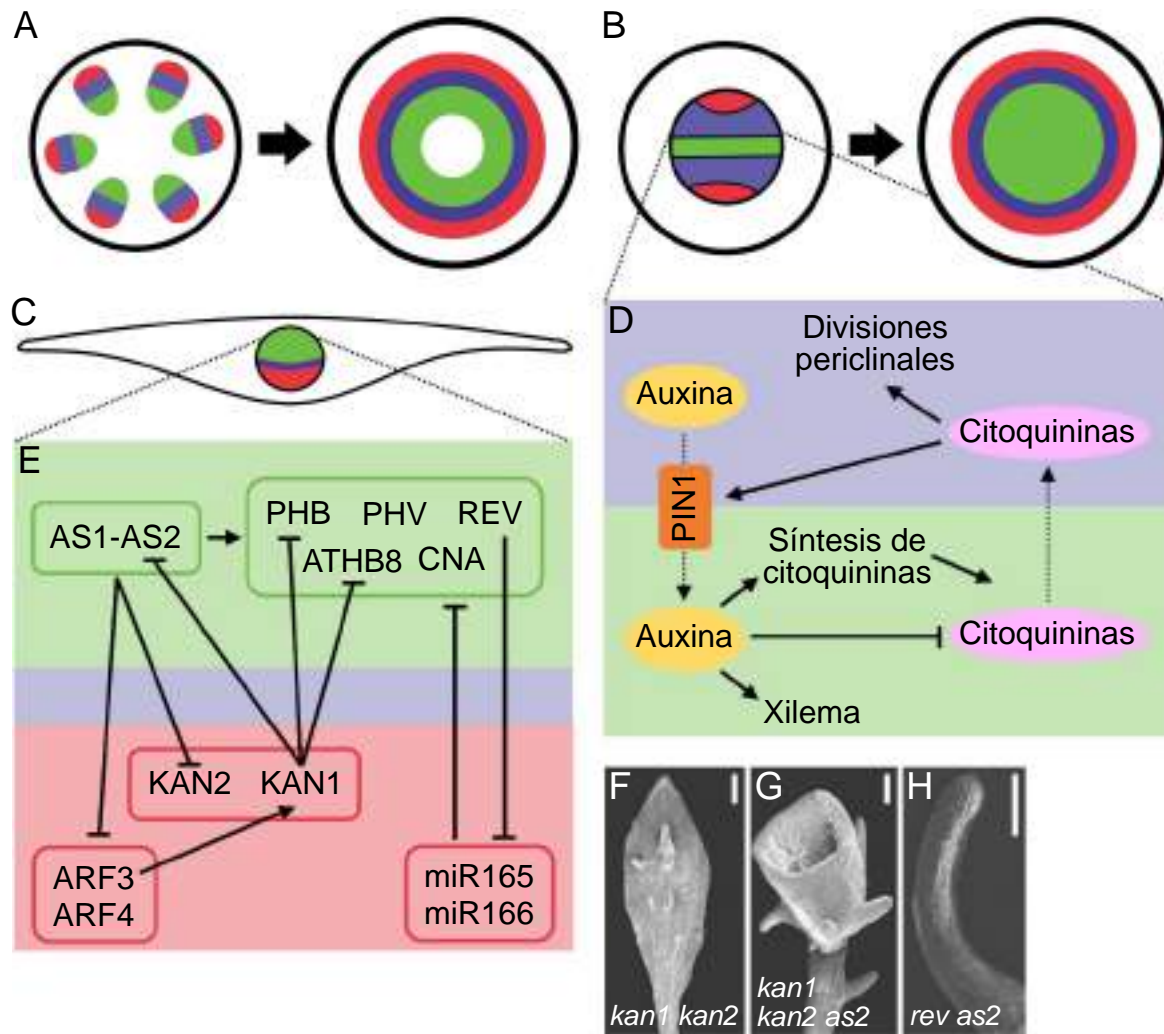 A
B
C
D
Divisiones
periclinales
Auxina
Citoquininas
PIN1
Síntesis de
citoquininas
Auxina
Citoquininas
Xilema
E
AS1-AS2
PHB PHV REV
ATHB8 CNA
KAN2 KAN1
ARF3
ARF4
miR165
miR166
F
kan1 kan2
G
kan1
kan2 as2
H
rev as2